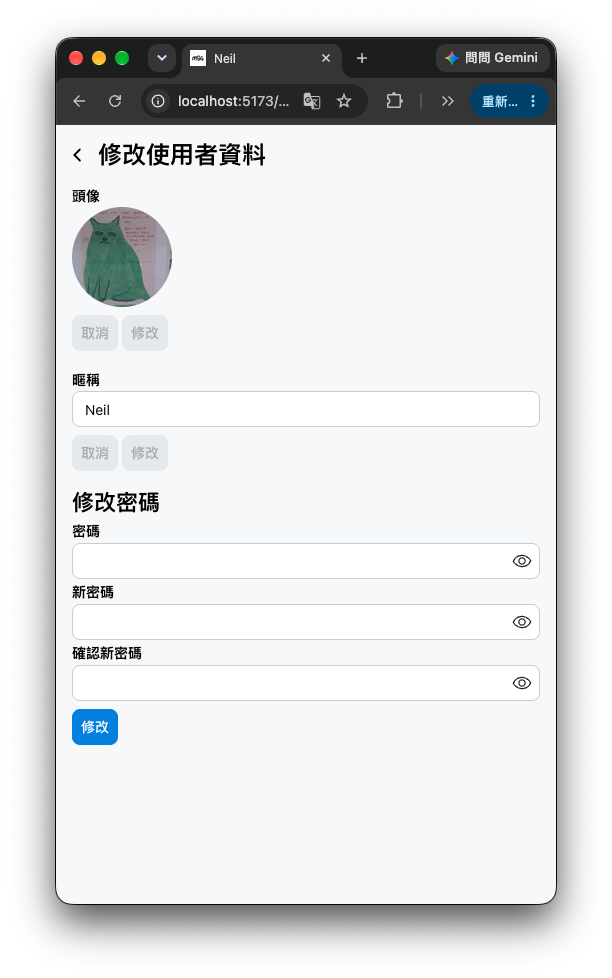 Neil
問問 Gemini
localhost:5173/...
重新...
修改使用者資料
頭像
取消 修改
暱稱
Neil
取消 修改
修改密碼
密碼
新密碼
確認新密碼
修改